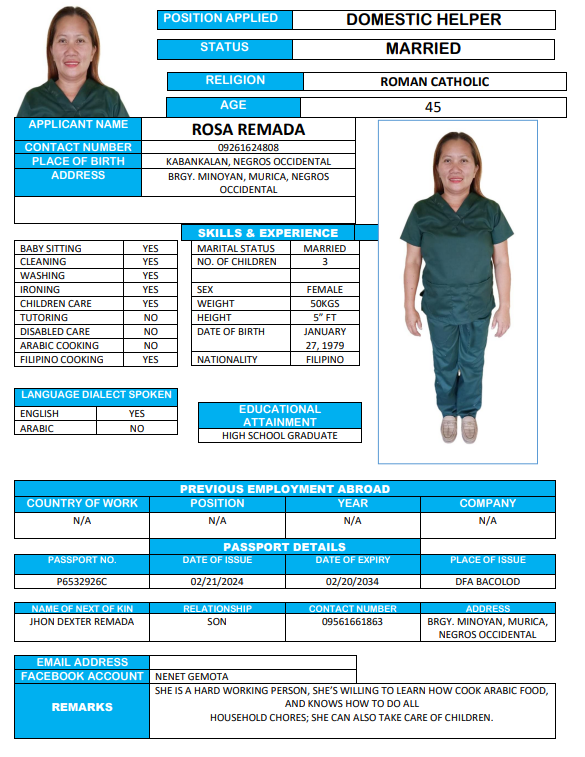 POSITION APPLIED DOMESTIC HELPER
STATUS MARRIED
RELIGION ROMAN CATHOLIC
AGE 45
APPLICANT NAME ROSA REMADA
CONTACT NUMBER 09261624808
PLACE OF BIRTH KABANKALAN, NEGROS OCCIDENTAL
ADDRESS BRGY. MINOYAN, MURICA, NEGROS
OCCIDENTAL
SKILLS & EXPERIENCE
BABY SITTING YES
CLEANING YES
WASHING YES
IRONING YES
CHILDREN CARE YES
TUTORING NO
DISABLED CARE NO
ARABIC COOKING NO
FILIPINO COOKING YES
MARITAL STATUS MARRIED
NO. OF CHILDREN 3
SEX FEMALE
WEIGHT 50KGS
HEIGHT 5” FT
DATE OF BIRTH JANUARY
27, 1979
NATIONALITY FILIPINO
LANGUAGE DIALECT SPOKEN
ENGLISH YES
ARABIC NO
EDUCATIONAL
ATTAINMENT
HIGH SCHOOL GRADUATE
PREVIOUS EMPLOYMENT ABROAD
COUNTRY OF WORK POSITION YEAR COMPANY
N/A N/A N/A N/A
PASSPORT DETAILS
PASSPORT NO. DATE OF ISSUE DATE OF EXPIRY PLACE OF ISSUE
P6532926C 02/21/2024 02/20/2034 DFA BACOLOD
NAME OF NEXT OF KIN RELATIONSHIP CONTACT NUMBER ADDRESS
JHON DEXTER REMADA SON 09561661863 BRGY. MINOYAN, MURICA,
NEGROS OCCIDENTAL
EMAIL ADDRESS
FACEBOOK ACCOUNT NENET GEMOTA
REMARKS SHE IS A HARD WORKING PERSON, SHE’S WILLING TO LEARN HOW COOK ARABIC FOOD,
AND KNOWS HOW TO DO ALL
HOUSEHOLD CHORES; SHE CAN ALSO TAKE CARE OF CHILDREN.